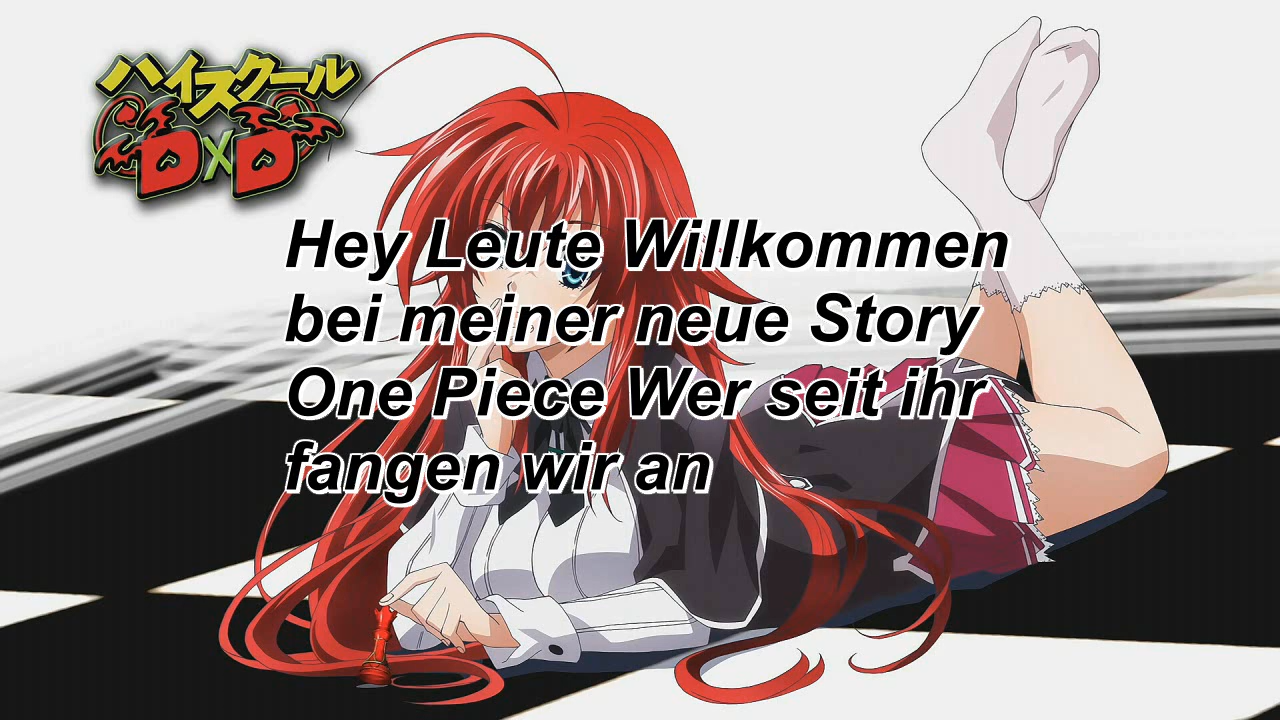 ハイスクール
D×D
Hey Leute Willkommen
bei meiner neue Story
One Piece Wer seit ihr
fangen wir an